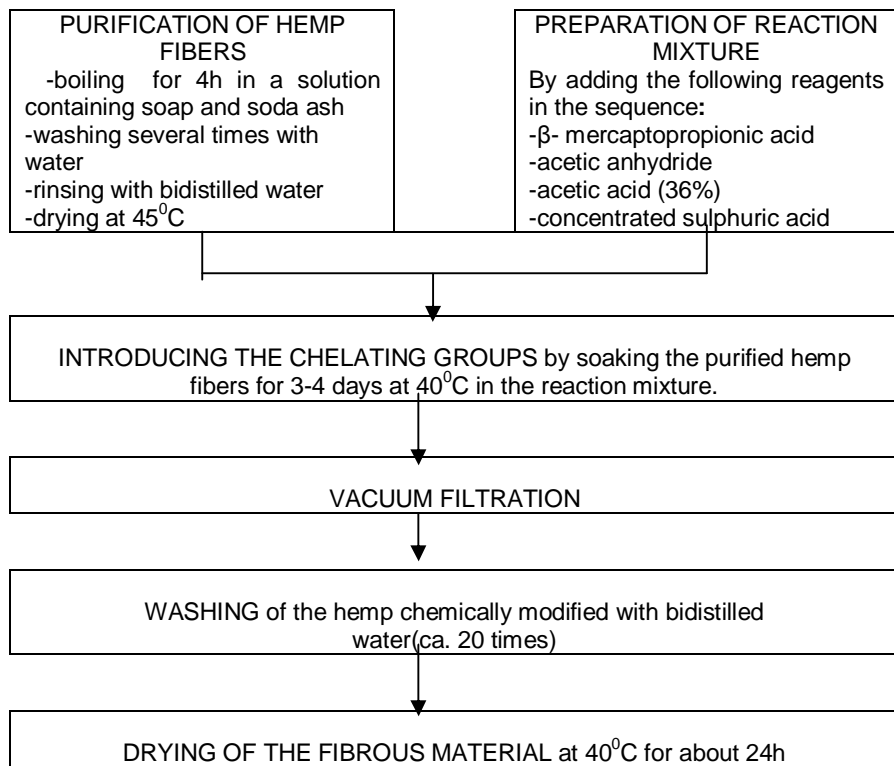 PURIFICATION OF HEMP
FIBERS
-boiling for 4h in a solution
containing soap and soda ash
-washing several times with
water
-rinsing with bidistilled water
-drying at 45⁰C
PREPARATION OF REACTION
MIXTURE
By adding the following reagents
in the sequence:
-β- mercaptopropionic acid
-acetic anhydride
-acetic acid (36%)
-concentrated sulphuric acid
INTRODUCING THE CHELATING GROUPS by soaking the purified hemp
fibers for 3-4 days at 40⁰C in the reaction mixture.
VACUUM FILTRATION
WASHING of the hemp chemically modified with bidistilled
water(ca. 20 times)
DRYING OF THE FIBROUS MATERIAL at 40⁰C for about 24h